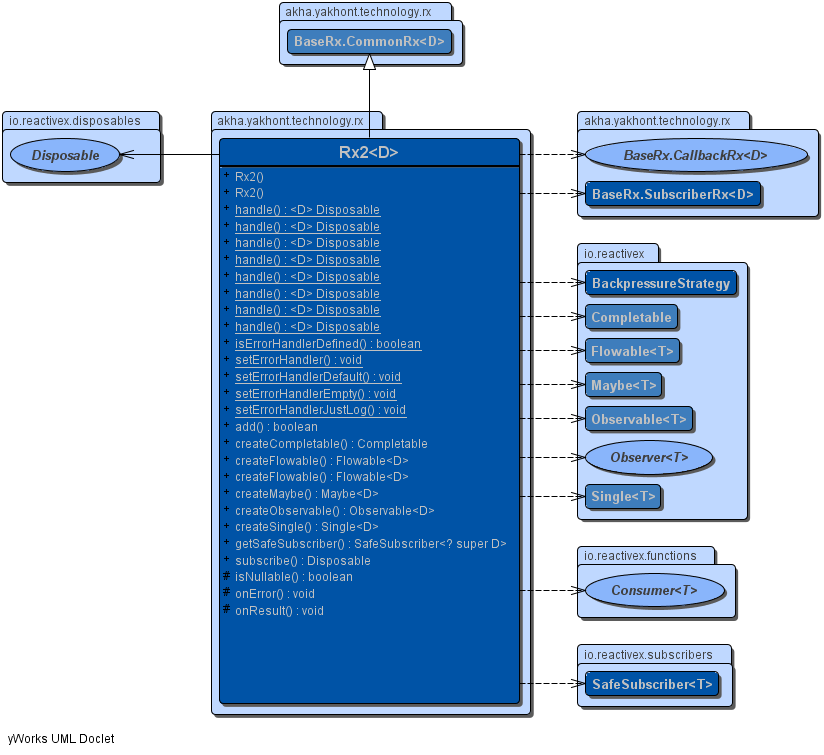 akha.yakhont.technology.rx
BaseRx.CommonRx<D>
io.reactivex.disposables
Disposable
akha.yakhont.technology.rx
Rx2<D>
+ Rx2()
+ Rx2()
+ handle() : <D> Disposable
+ handle() : <D> Disposable
+ handle() : <D> Disposable
+ handle() : <D> Disposable
+ handle() : <D> Disposable
+ handle() : <D> Disposable
+ handle() : <D> Disposable
+ handle() : <D> Disposable
+ isErrorHandlerDefined() : boolean
+ setErrorHandler() : void
+ setErrorHandlerDefault() : void
+ setErrorHandlerEmpty() : void
+ setErrorHandlerJustLog() : void
+ add() : boolean
+ createCompletable() : Completable
+ createFlowable() : Flowable<D>
+ createFlowable() : Flowable<D>
+ createMaybe() : Maybe<D>
+ createObservable() : Observable<D>
+ createSingle() : Single<D>
+ getSafeSubscriber() : SafeSubscriber<? super D>
+ subscribe() : Disposable
# isNullable() : boolean
# onError() : void
# onResult() : void
akha.yakhont.technology.rx
BaseRx.CallbackRx<D>
BaseRx.SubscriberRx<D>
io.reactivex
BackpressureStrategy
Completable
Flowable<T>
Maybe<T>
Observable<T>
Observer<T>
Single<T>
io.reactivex.functions
Consumer<T>
io.reactivex.subscribers
SafeSubscriber<T>
yWorks UML Doclet